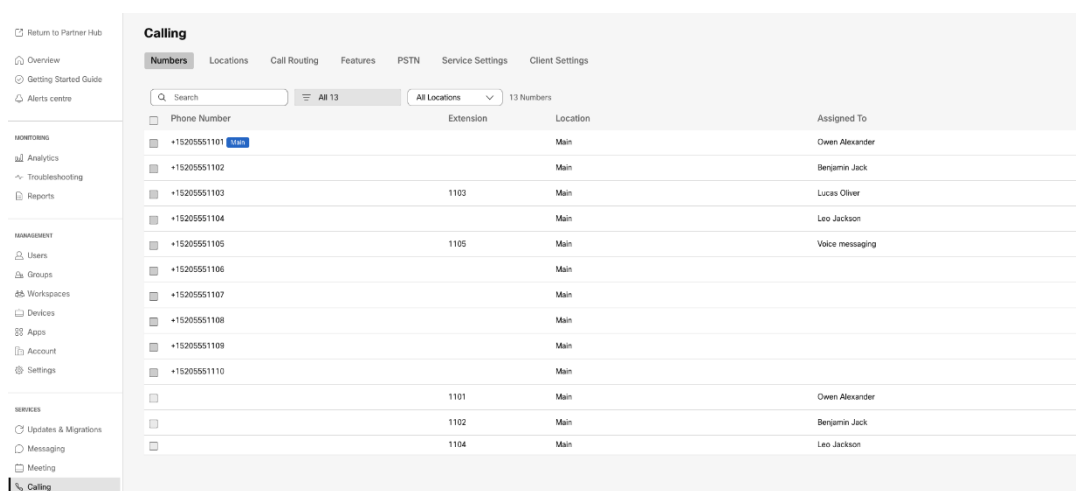 Return to Partner Hub
Overview
Getting Started Guide
Alerts centre
MONITORING
Analytics
Troubleshooting
Reports
MANAGEMENT
Users
Groups
Workspaces
Devices
Apps
Account
Settings
SERVICES
Updates & Migrations
Messaging
Meeting
Calling
Calling
Numbers Locations Call Routing Features PSTN Service Settings Client Settings
Search All 13 All Locations 13 Numbers
Phone Number Extension Location Assigned To
+15205551101 Main Main Owen Alexander
+15205551102 Main Benjamin Jack
+15205551103 1103 Main Lucas Oliver
+15205551104 Main Leo Jackson
+15205551105 1105 Main Voice messaging
+15205551106 Main
+15205551107 Main
+15205551108 Main
+15205551109 Main
+15205551110 Main
1101 Main Owen Alexander
1102 Main Benjamin Jack
1104 Main Leo Jackson